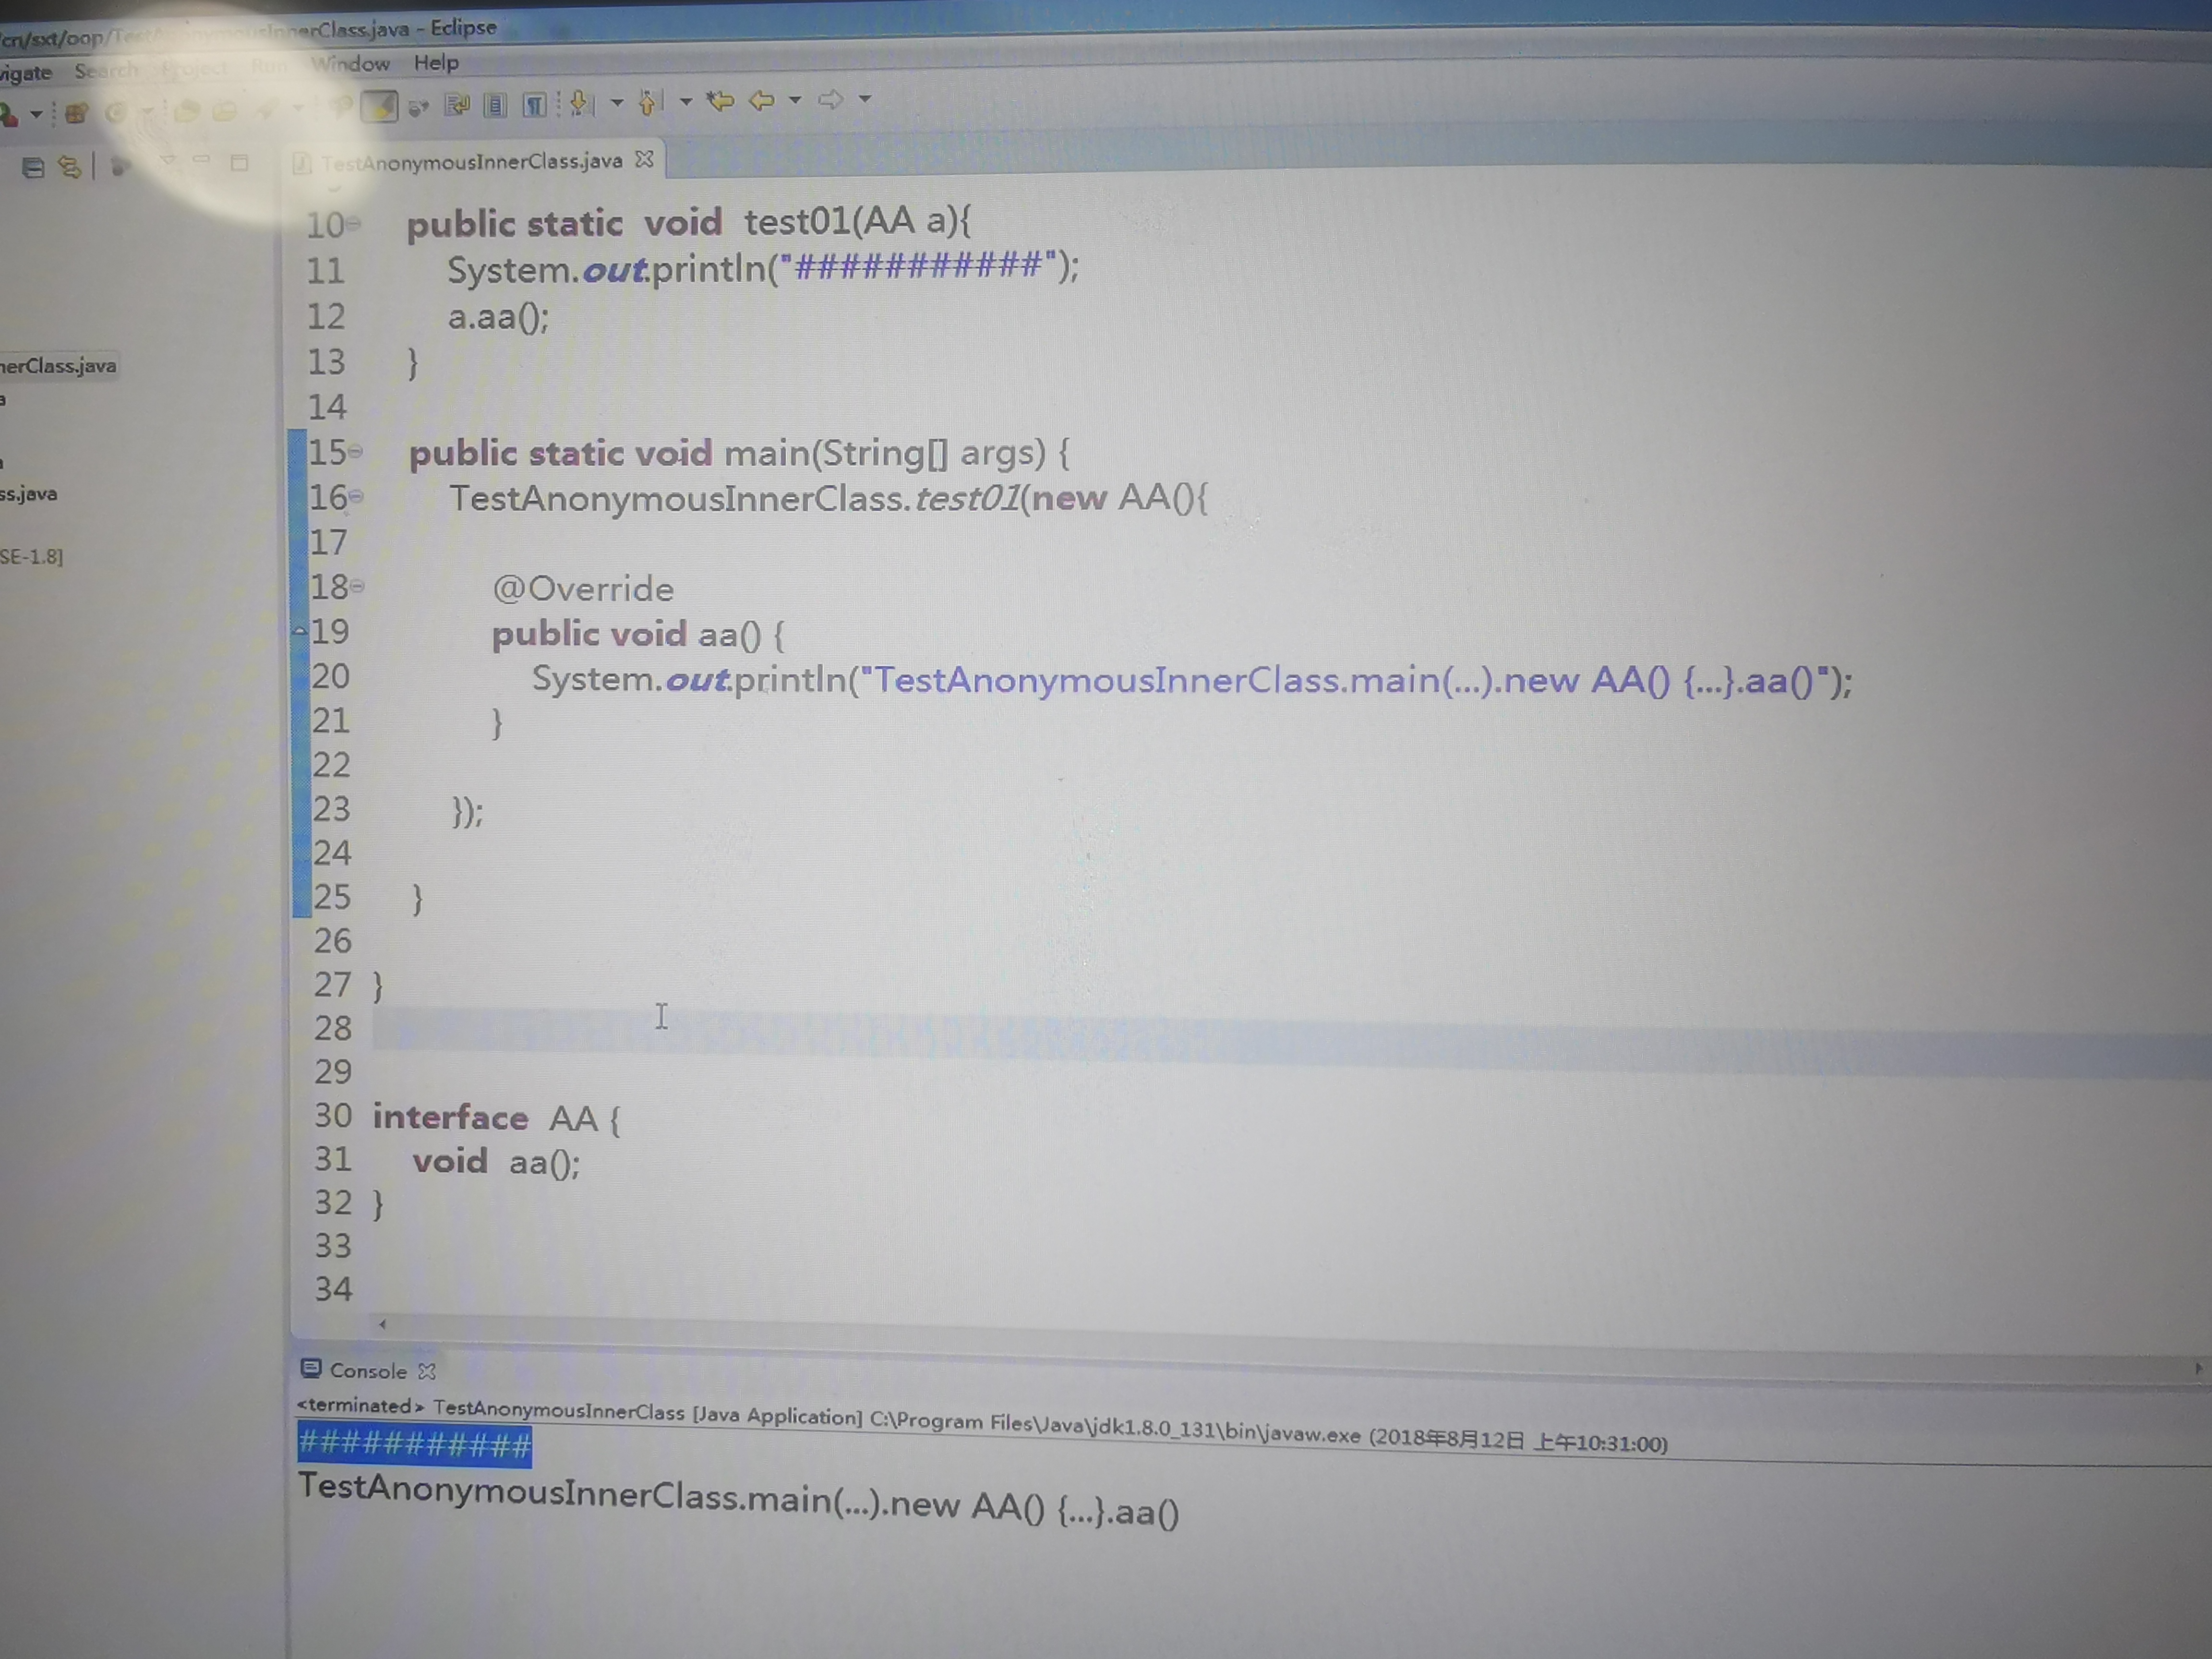 cn/sxt/oop/TestAnonymousInnerClass.java - Eclipse
vigate Search Project Run Window Help
TestAnonymousInnerClass.java
nerClass.java
a
ss.java
SE-1.8]
10 public static void test01(AA a){
11 System.out.println("###########");
12 a.aa();
13 }
14
15 public static void main(String[] args) {
16 TestAnonymousInnerClass.test01(new AA(){
17
18 @Override
19 public void aa() {
20 System.out.println("TestAnonymousInnerClass.main(...).new AA() {...}.aa()");
21 }
22
23 });
24
25 }
26
27 }
28
29
30 interface AA {
31 void aa();
32 }
33
34
Console
<terminated> TestAnonymousInnerClass [Java Application] C:\Program Files\Java\jdk1.8.0_131\bin\javaw.exe (2018年8月12日 上午10:31:00)
###########
TestAnonymousInnerClass.main(...).new AA() {...}.aa()